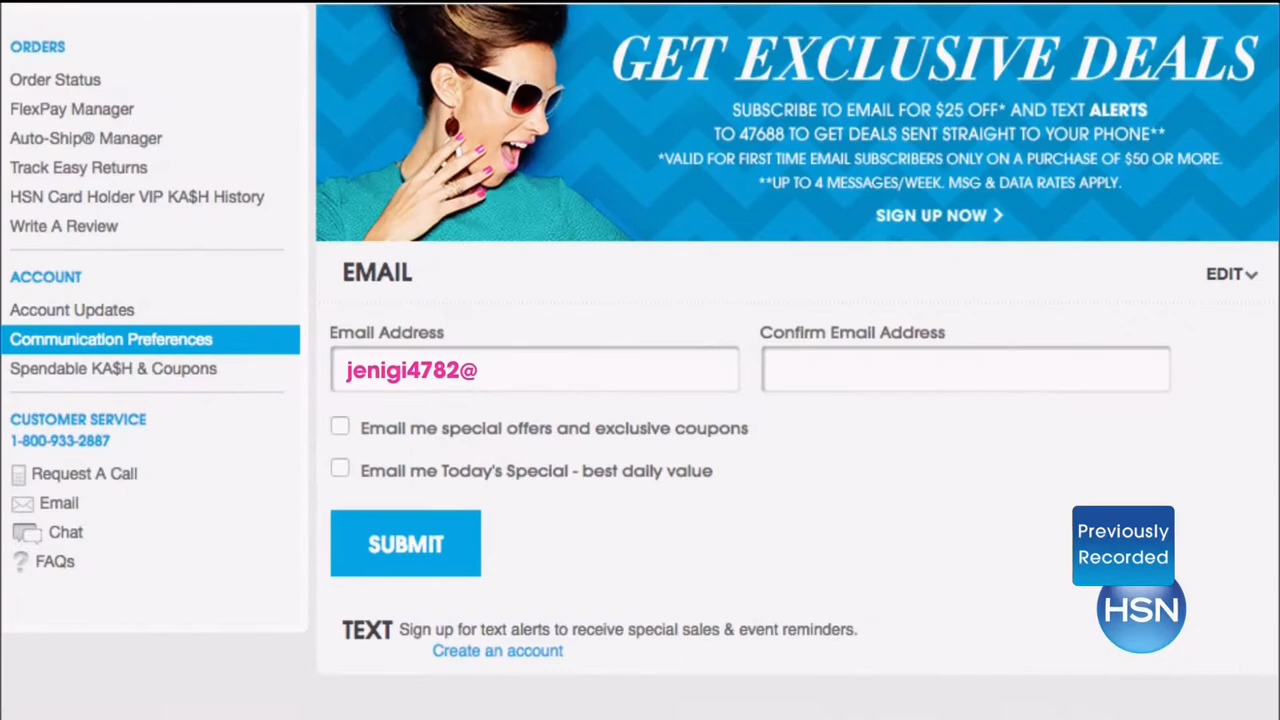 ORDERS
Order Status
FlexPay Manager
Auto-Ship® Manager
Track Easy Returns
HSN Card Holder VIP KA$H History
Write A Review
ACCOUNT
Account Updates
Communication Preferences
Spendable KA$H & Coupons
CUSTOMER SERVICE
1-800-933-2887
Request A Call
Email
Chat
FAQs
GET EXCLUSIVE DEALS
SUBSCRIBE TO EMAIL FOR $25 OFF* AND TEXT ALERTS
TO 47688 TO GET DEALS SENT STRAIGHT TO YOUR PHONE**
*VALID FOR FIRST TIME EMAIL SUBSCRIBERS ONLY ON A PURCHASE OF $50 OR MORE.
**UP TO 4 MESSAGES/WEEK. MSG & DATA RATES APPLY.
SIGN UP NOW
EMAIL
EDIT
Email Address
Confirm Email Address
jenigi4782@
Email me special offers and exclusive coupons
Email me Today's Special - best daily value
SUBMIT
TEXT Sign up for text alerts to receive special sales & event reminders.
Create an account
Previously
Recorded
HSN